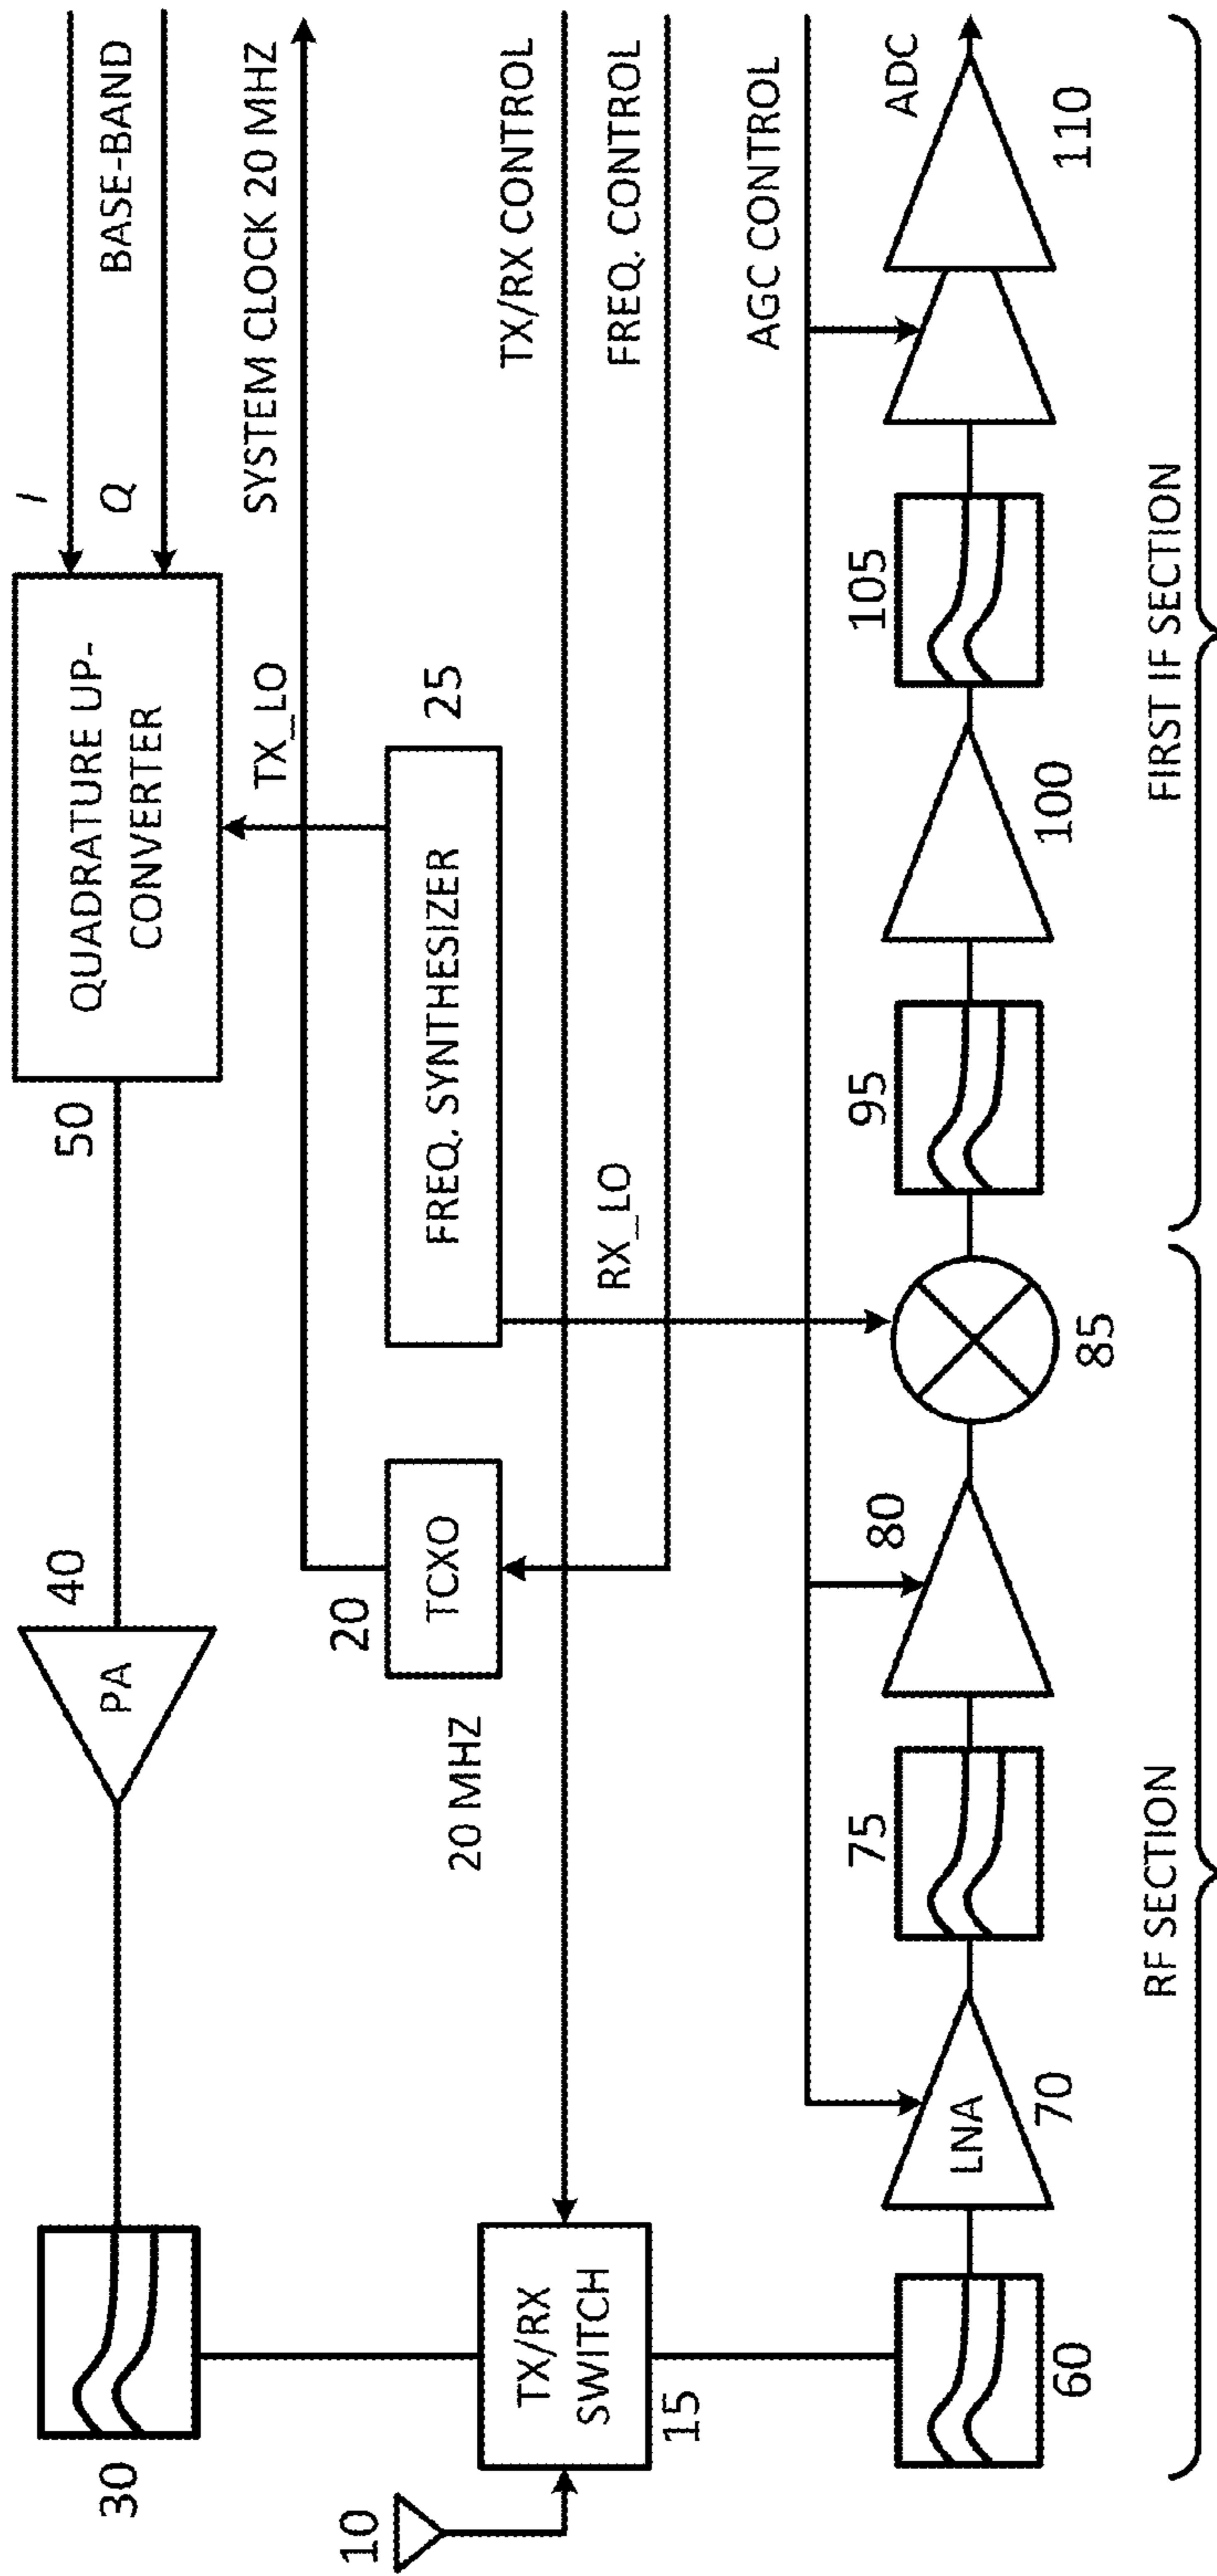 I
Q
BASE-BAND
QUADRATURE UP-
CONVERTER
50
40
PA
30
SYSTEM CLOCK 20 MHZ
TX_LO
25
FREQ. SYNTHESIZER
20
TCXO
20 MHZ
TX/RX CONTROL
FREQ. CONTROL
RX_LO
10
TX/RX
SWITCH
15
AGC CONTROL
ADC
60
LNA
70
75
80
85
95
100
105
110
RF SECTION
FIRST IF SECTION